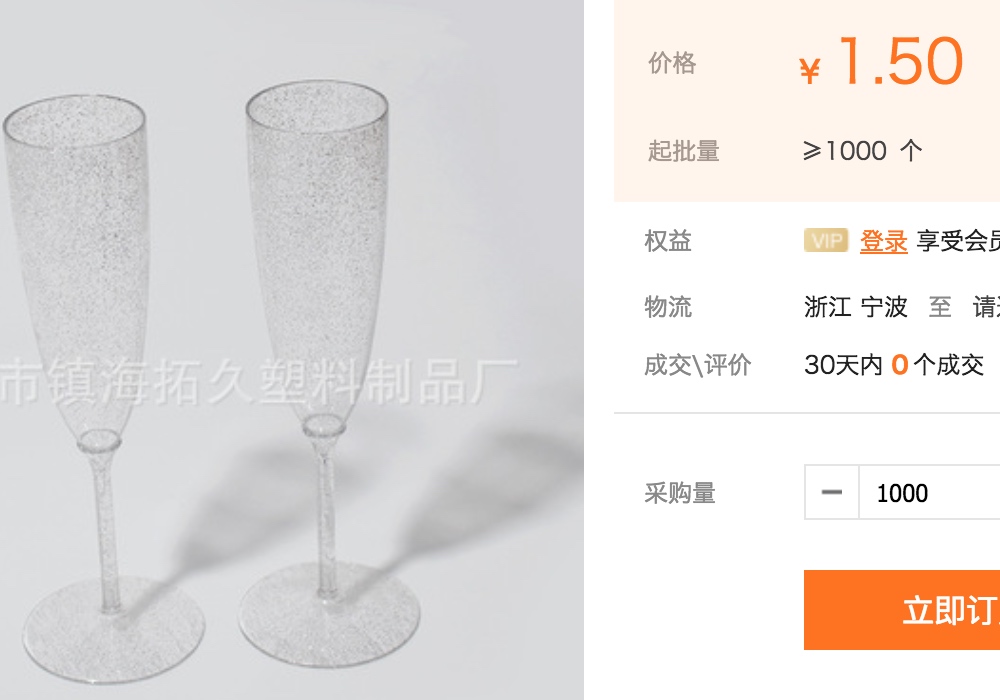 市镇海拓久塑料制品厂
价格 ¥ 1.50
起批量 ≥1000 个
权益 VIP 登录 享受会员
物流 浙江 宁波 至 请
成交\评价 30天内 0 个成交
采购量 — 1000
立即订